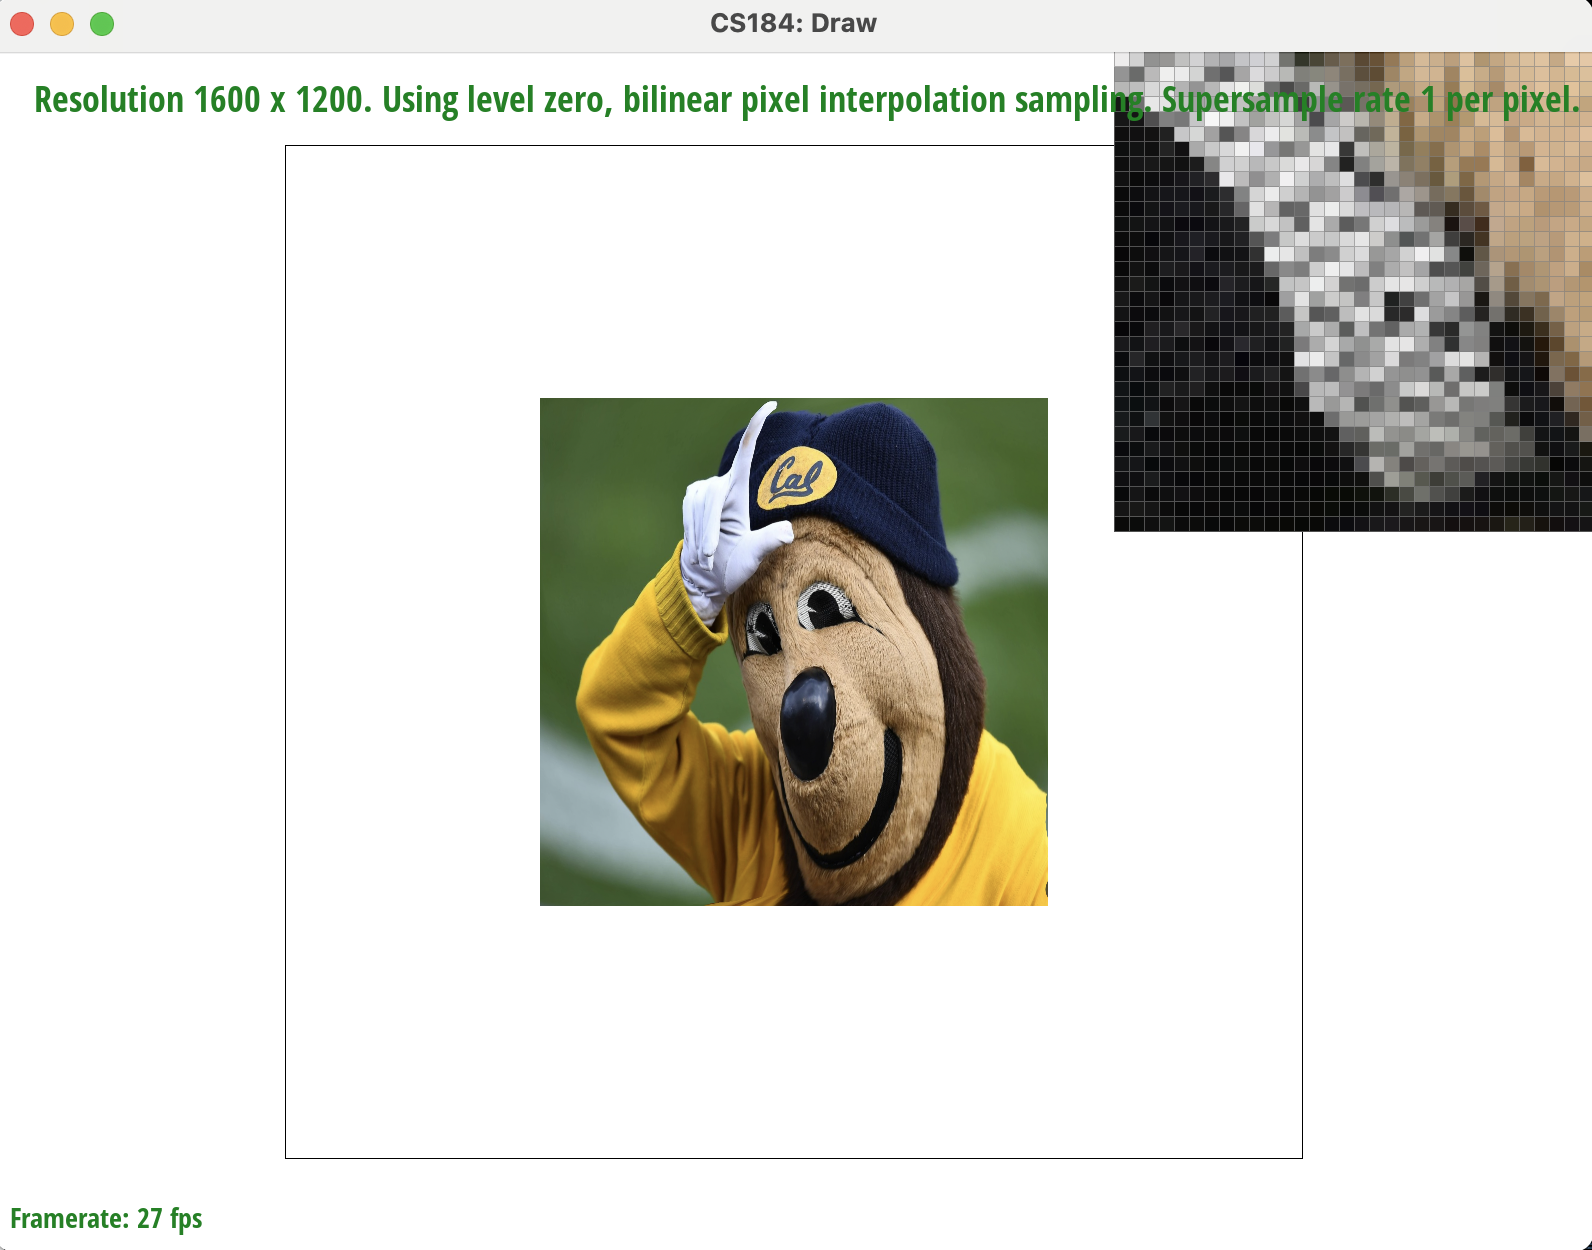 CS184: Draw
Resolution 1600 x 1200. Using level zero, bilinear pixel interpolation sampling. Supersample rate 1 per pixel.
Cal
Framerate: 27 fps